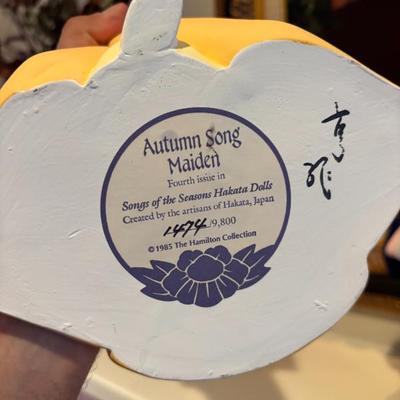 Autumn Song
Maiden
Fourth issue in
Songs of the Seasons Hakata Dolls
Created by the artisans of Hakata, Japan
1474/9,800
© 1985 The Hamilton Collection